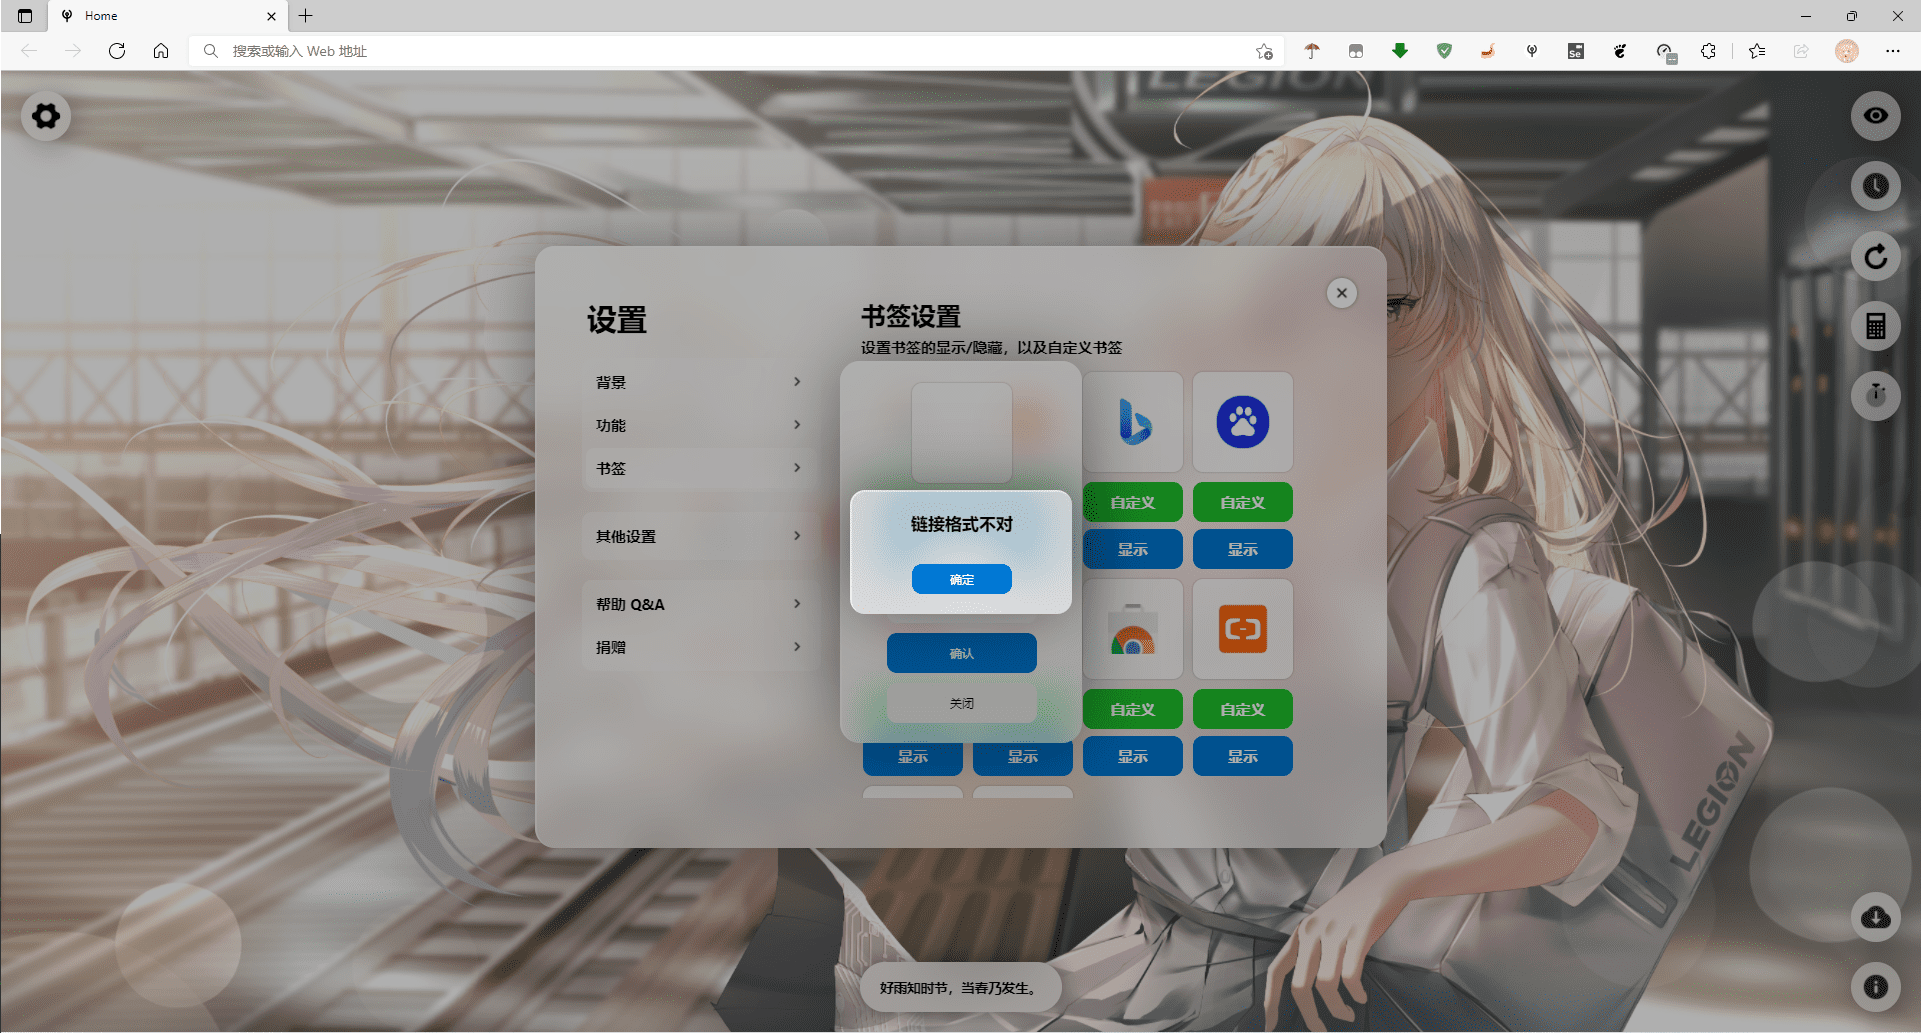 Home
搜索或输入 Web 地址
Se
LEGION
设置
书签设置
设置书签的显示/隐藏，以及自定义书签
背景
功能
书签
其他设置
帮助 Q&A
捐赠
自定义
自定义
显示
显示
链接格式不对
确定
确认
关闭
自定义
自定义
显示
显示
显示
显示
LEGION
好雨知时节，当春乃发生。